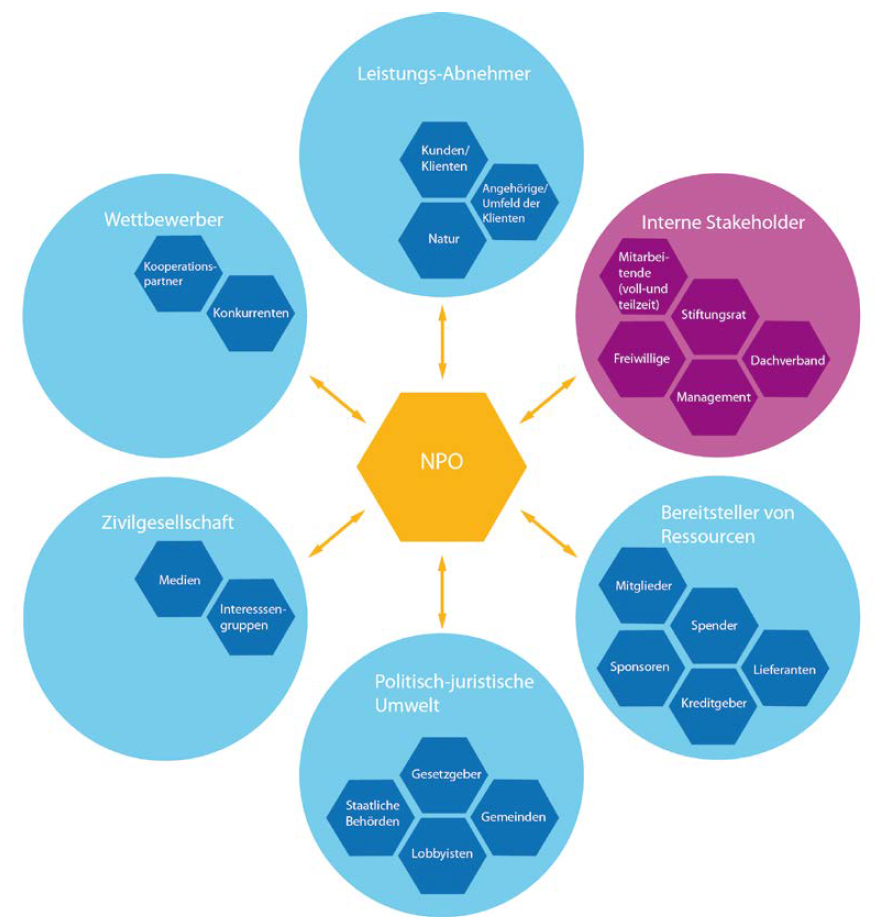 Leistungs-Abnehmer
Kunden/
Klienten
Angehörige/
Umfeld der
Klienten
Natur
Wettbewerber
Kooperations-
partner
Konkurrenten
Interne Stakeholder
Mitarbei-
tende
(voll-und
teilzeit)
Stiftungsrat
Freiwillige
Dachverband
Management
NPO
Zivilgesellschaft
Medien
Interesssen-
gruppen
Bereitsteller von
Ressourcen
Mitglieder
Spender
Sponsoren
Lieferanten
Kreditgeber
Politisch-juristische
Umwelt
Gesetzgeber
Staatliche
Behörden
Gemeinden
Lobbyisten